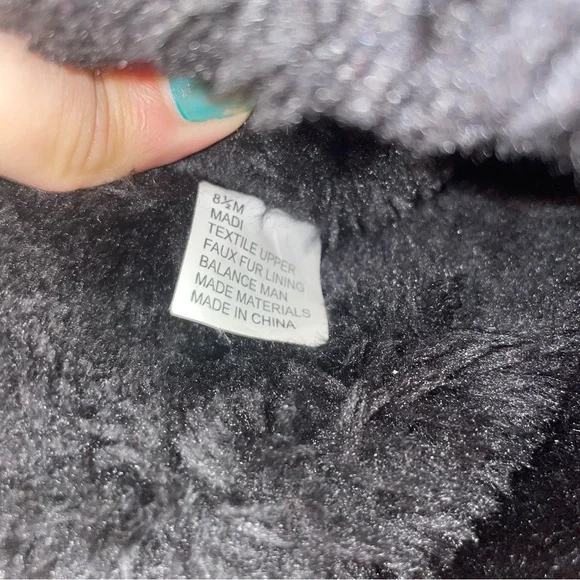 8½M
MADI
TEXTILE UPPER
FAUX FUR LINING
BALANCE MAN
MADE MATERIALS
MADE IN CHINA